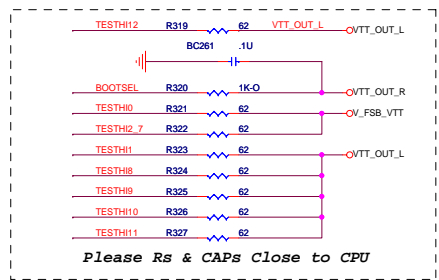 TESTHI12 R319 62 VTT_OUT_L VTT_OUT_L
BC261 .1U
BOOTSEL R320 1K-O VTT_OUT_R
TESTHI0 R321 62 V_FSB_VTT
TESTHI2_7 R322 62
TESTHI1 R323 62 VTT_OUT_L
TESTHI8 R324 62
TESTHI9 R325 62
TESTHI10 R326 62
TESTHI11 R327 62
Please Rs & CAPs Close to CPU